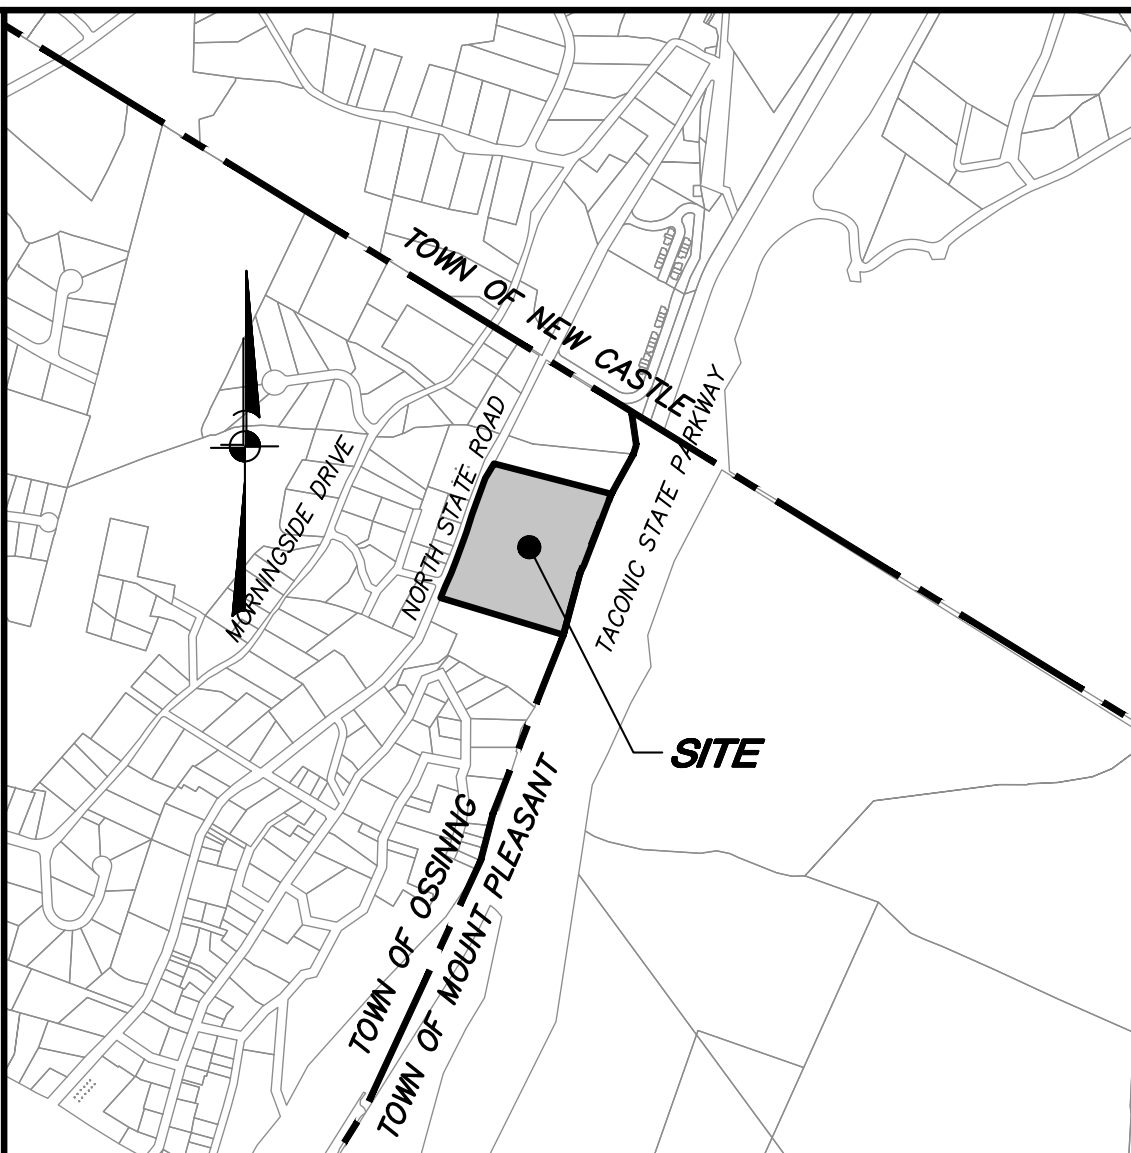 TOWN OF NEW CASTLE
TACONIC STATE PARKWAY
NORTH STATE ROAD
MORNINGSIDE DRIVE
SITE
TOWN OF OSSINING
TOWN OF MOUNT PLEASANT